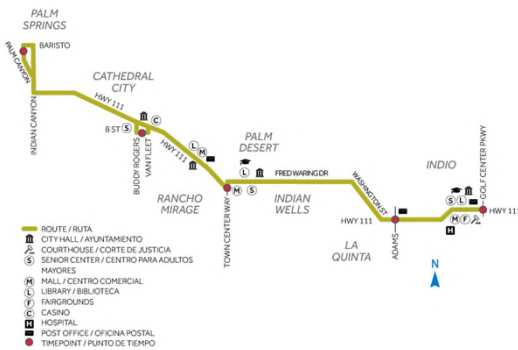 PALM
SPRINGS
PALM CANYON
BARISTO
INDIAN CANYON
CATHEDRAL
CITY
HWY 111
B ST
S
C
BUDDY ROGERS
VAN FLEET
HWY 111
L
M
RANCHO
MIRAGE
PALM
DESERT
L
M
S
TOWN CENTER WAY
FRED WARING DR
INDIAN
WELLS
WASHINGTON ST
HWY 111
LA
QUINTA
ADAMS
INDIO
S
L
M
F
H
GOLF CENTER PKWY
HWY 111
N
ROUTE / RUTA
CITY HALL / AYUNTAMIENTO
COURTHOUSE / CORTE DE JUSTICIA
S SENIOR CENTER / CENTRO PARA ADULTOS
MAYORES
M MALL / CENTRO COMERCIAL
L LIBRARY / BIBLIOTECA
F FAIRGROUNDS
C CASINO
H HOSPITAL
POST OFFICE / OFICINA POSTAL
TIMEPOINT / PUNTO DE TIEMPO